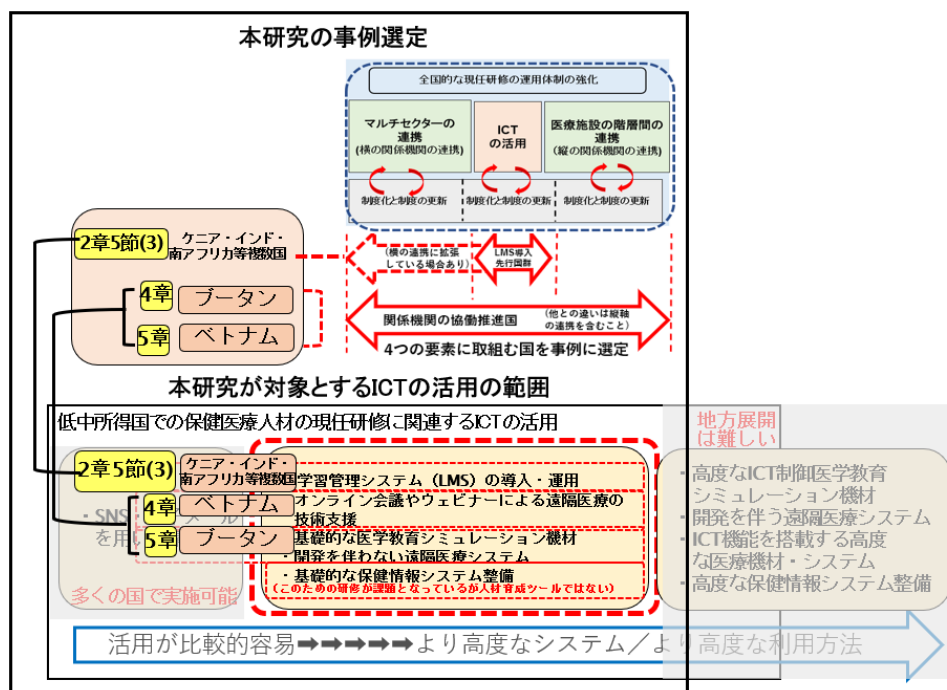 本研究の事例選定
全国的な現任研修の運用体制の強化
マルチセクターの
連携
(横の関係機関の連携)
ICT
の活用
医療施設の階層間の
連携
(縦の関係機関の連携)
制度化と制度の更新
制度化と制度の更新
制度化と制度の更新
2章5節(3)
ケニア・インド・
南アフリカ等複数国
4章
ブータン
5章
ベトナム
(横の連携に拡張
している場合あり)
LMS導入
先行国群
関係機関の協働推進国
(他との違いは縦軸
の連携を含むこと)
4つの要素に取組む国を事例に選定
本研究が対象とするICTの活用の範囲
低中所得国での保健医療人材の現任研修に関連するICTの活用
2章5節(3)
ケニア・インド・
南アフリカ等複数国
4章
ベトナム
5章
ブータン
・SNS
ール
を用い
多くの国で実施可能
学習管理システム（LMS）の導入・運用
オンライン会議やウェビナーによる遠隔医療の
技術支援
基礎的な医学教育シミュレーション機材
・開発を伴わない遠隔医療システム
・基礎的な保健情報システム整備
(このための研修が課題となっているが人材育成ツールではない)
地方展開
は難しい
・高度なICT制御医学教育
シミュレーション機材
・開発を伴う遠隔医療システム
・ICT機能を搭載する高度
な医療機材・システム
・高度な保健情報システム整備
活用が比較的容易➡➡➡➡➡より高度なシステム／より高度な利用方法